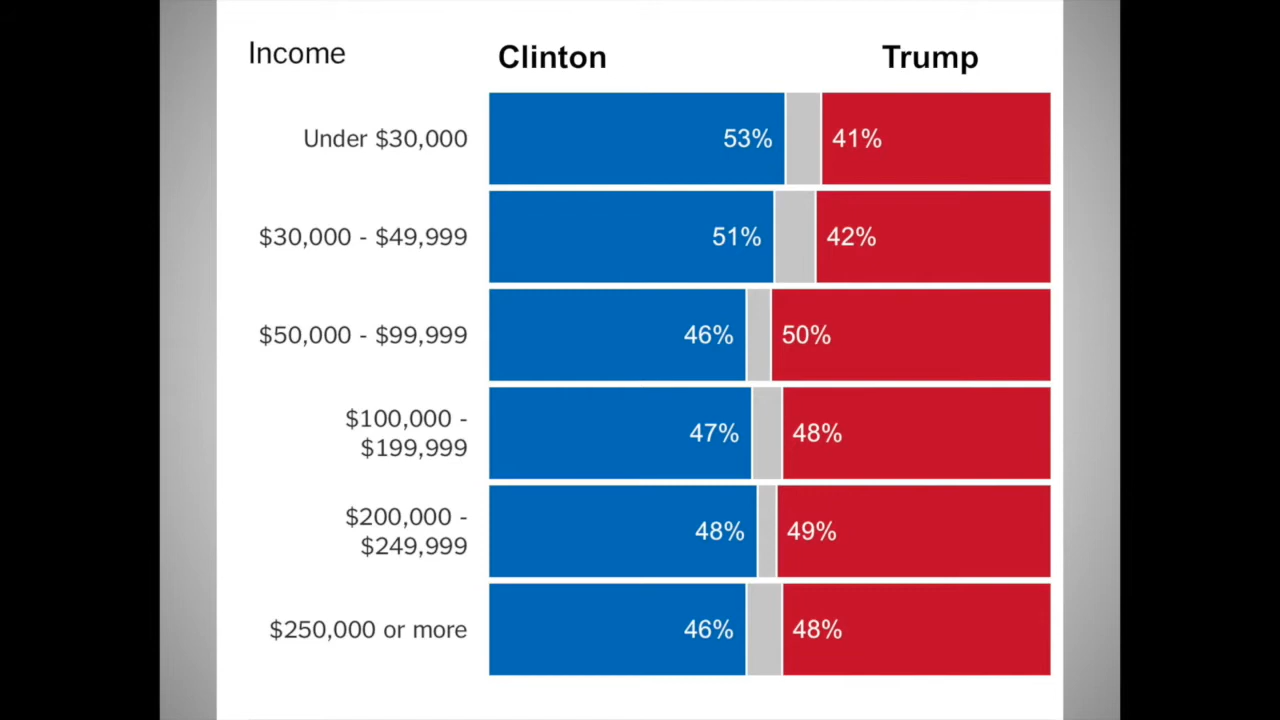 Income Clinton Trump
Under $30,000 53% 41%
$30,000 - $49,999 51% 42%
$50,000 - $99,999 46% 50%
$100,000 -
$199,999 47% 48%
$200,000 -
$249,999 48% 49%
$250,000 or more 46% 48%